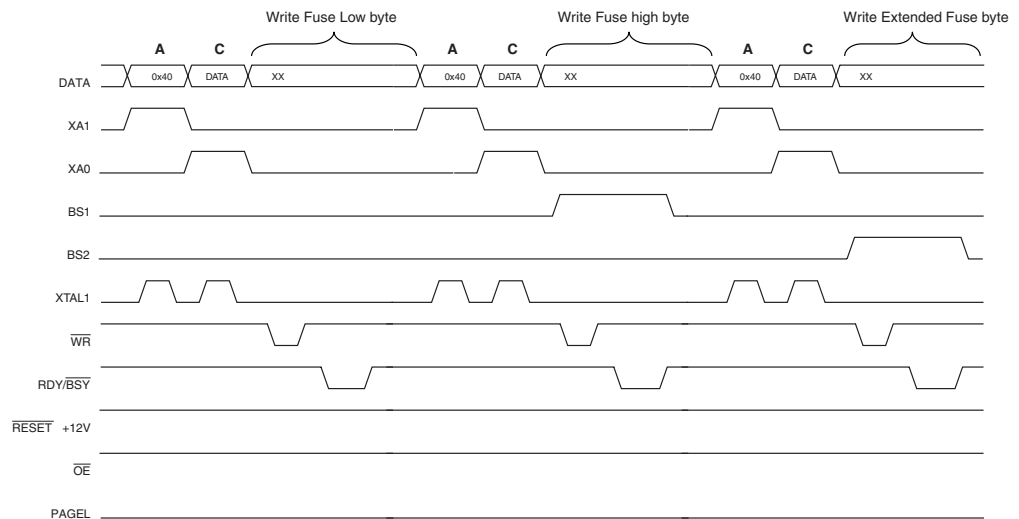 Write Fuse Low byte Write Fuse high byte Write Extended Fuse byte
A C A C A C
DATA 0x40 DATA XX 0x40 DATA XX 0x40 DATA XX
XA1
XA0
BS1
BS2
XTAL1
WR
RDY/BSY
RESET +12V
OE
PAGEL